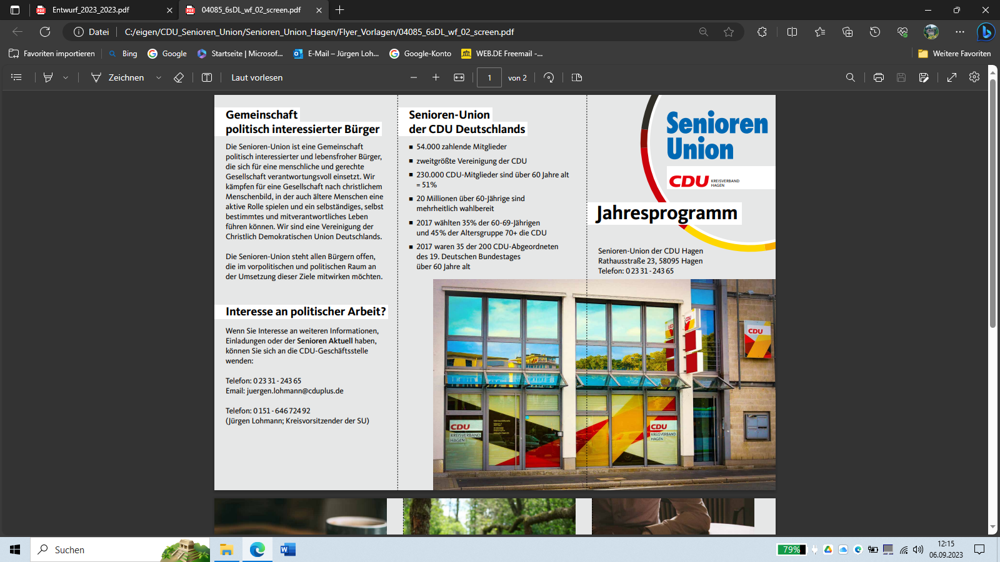 Entwurf_2023_2023.pdf
04085_6sDL_wf_02_screen.pdf
Datei
C:/eigen/CDU_Senioren_Union/Senioren_Union_Hagen/Flyer_Vorlagen/04085_6sDL_wf_02_screen.pdf
Favoriten importieren
Bing
Google
Startseite | Microsof...
E-Mail – Jürgen Loh...
Google-Konto
WEB.DE Freemail -...
Weitere Favoriten
Zeichnen
Laut vorlesen
1
von 2
Gemeinschaft
politisch interessierter Bürger
Die Senioren-Union ist eine Gemeinschaft
politisch interessierter und lebensfroher Bürger,
die sich für eine menschliche und gerechte
Gesellschaft verantwortungsvoll einsetzt. Wir
kämpfen für eine Gesellschaft nach christlichem
Menschenbild, in der auch ältere Menschen eine
aktive Rolle spielen und ein selbständiges, selbst
bestimmtes und mitverantwortliches Leben
führen können. Wir sind eine Vereinigung der
Christlich Demokratischen Union Deutschlands.
Die Senioren-Union steht allen Bürgern offen,
die im vorpolitischen und politischen Raum an
der Umsetzung dieser Ziele mitwirken möchten.
Interesse an politischer Arbeit?
Wenn Sie Interesse an weiteren Informationen,
Einladungen oder der Senioren Aktuell haben,
können Sie sich an die CDU-Geschäftsstelle
wenden:
Telefon: 0 23 31 - 243 65
Email: juergen.lohmann@cduplus.de
Telefon: 0 151 - 646 724 92
(Jürgen Lohmann; Kreisvorsitzender der SU)
Senioren-Union
der CDU Deutschlands
■ 54.000 zahlende Mitglieder
■ zweitgrößte Vereinigung der CDU
■ 230.000 CDU-Mitglieder sind über 60 Jahre alt
= 51%
■ 20 Millionen über 60-Jährige sind
mehrheitlich wahlbereit
■ 2017 wählten 35% der 60-69-Jährigen
und 45% der Altersgruppe 70+ die CDU
■ 2017 waren 35 der 200 CDU-Abgeordneten
des 19. Deutschen Bundestages
über 60 Jahre alt
Senioren
Union
CDU KREISVERBAND
HAGEN
Jahresprogramm
Senioren-Union der CDU Hagen
Rathausstraße 23, 58095 Hagen
Telefon: 0 23 31 - 243 65
CDU
CDU
CDU
KREISVERBAND
HAGEN
CDU
KREISVERBAND
HAGEN
Suchen
79%
12:15
06.09.2023